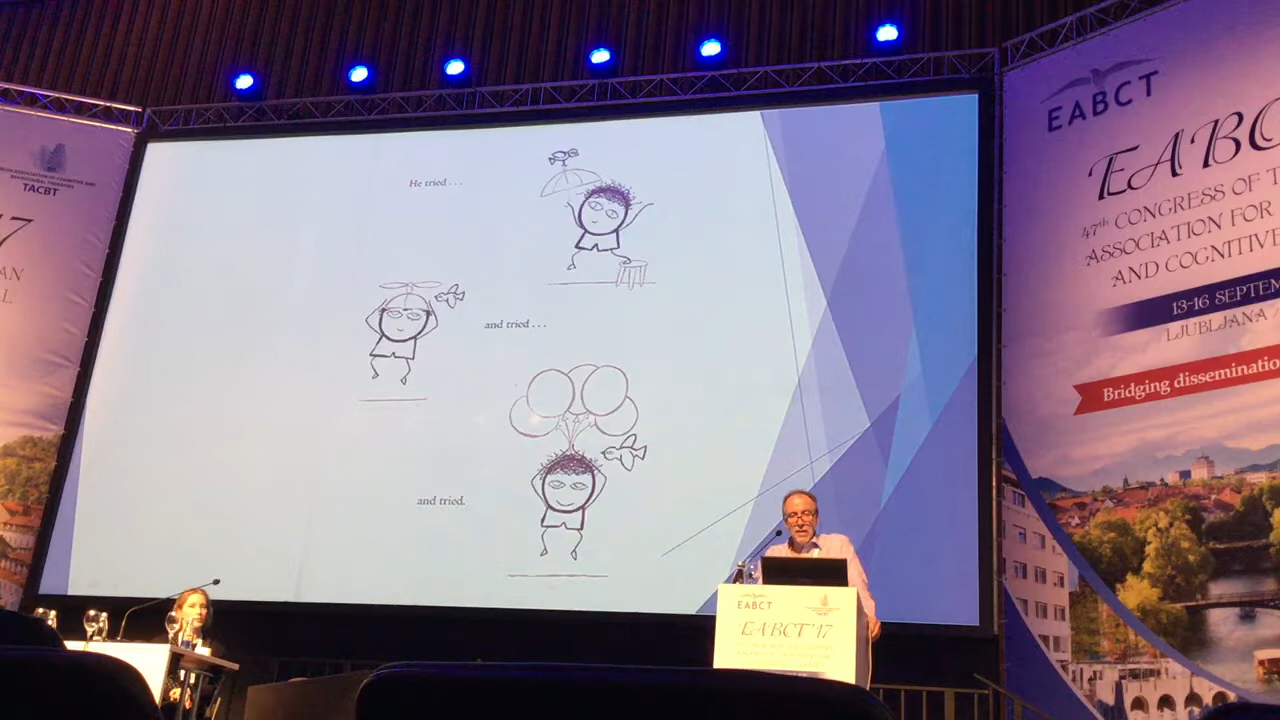 He tried . . .
and tried . . .
and tried.
TACBT
EABCT
47th CONGRESS OF
ASSOCIATION FOR
AND COGNITIVE
13-16 SEPTEM
LJUBLJANA
Bridging disseminatio
EABCT
EABCT'17